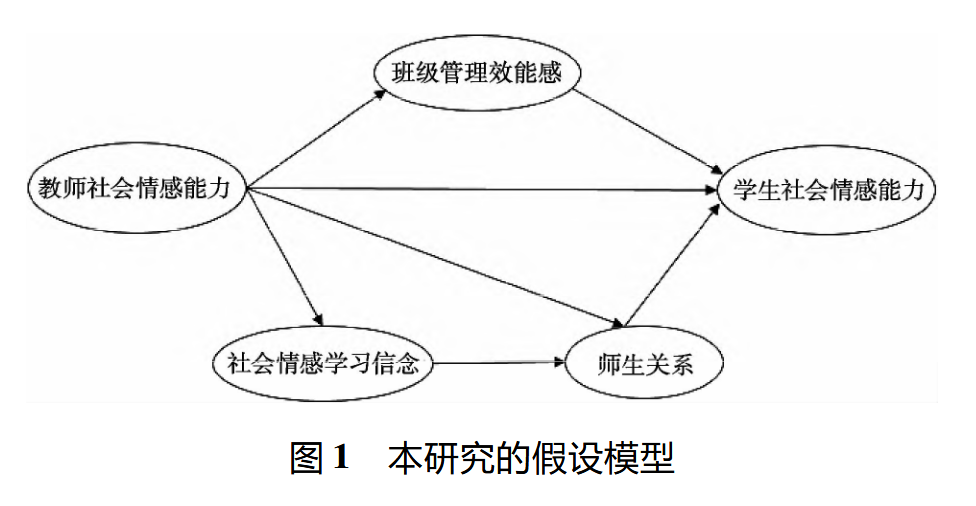 班级管理效能感
教师社会情感能力
学生社会情感能力
社会情感学习信念
师生关系
图 1 本研究的假设模型